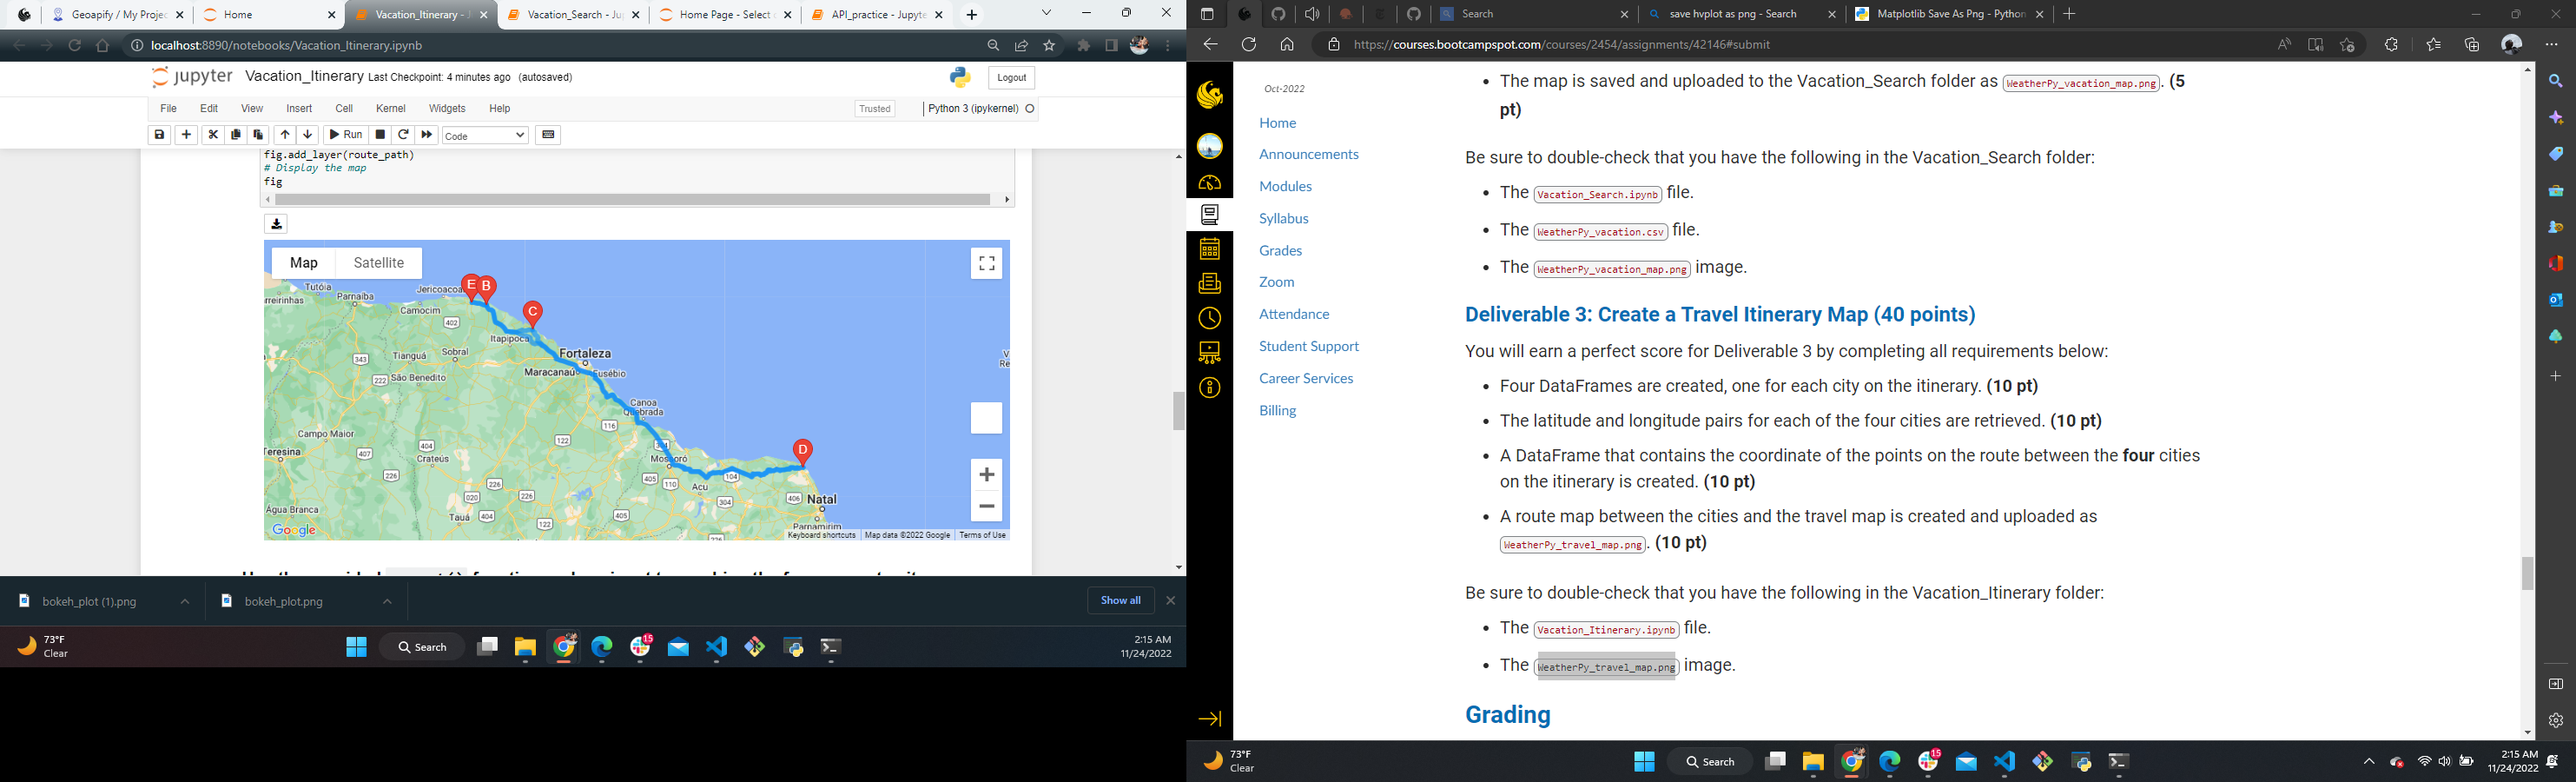 Geoapify / My Projec
Home
Vacation_Itinerary - J
Vacation_Search - Ju
Home Page - Select
API_practice - Jupyte
localhost:8890/notebooks/Vacation_Itinerary.ipynb
jupyter Vacation_Itinerary Last Checkpoint: 4 minutes ago (autosaved)
Logout
File Edit View Insert Cell Kernel Widgets Help
Trusted
Python 3 (ipykernel)
Run
Code
fig.add_layer(route_path)
# Display the map
fig
Map
Satellite
Tutóia
rreirinhas
Parnaíba
Jericoacoa
E
B
Camocim
C
402
Itapipoca
343
Tianguá
Sobral
Fortaleza
Maracanaú
Eusébio
222
São Benedito
Canoa
Quebrada
116
Campo Maior
122
304
D
Teresina
407
404
Crateús
Mossoró
226
405
110
104
Acu
020
226
226
304
406
Natal
Água Branca
Tauá
404
122
405
Parnamirim
226
Google
Keyboard shortcuts
Map data ©2022 Google
Terms of Use
bokeh_plot (1).png
bokeh_plot.png
Show all
73°F
Clear
Search
15
2:15 AM
11/24/2022
Search
save hvplot as png - Search
Matplotlib Save As Png - Python
https://courses.bootcampspot.com/courses/2454/assignments/42146#submit
Oct-2022
Home
Announcements
Modules
Syllabus
Grades
Zoom
Attendance
Student Support
Career Services
Billing
• The map is saved and uploaded to the Vacation_Search folder as WeatherPy_vacation_map.png. (5
pt)
Be sure to double-check that you have the following in the Vacation_Search folder:
• The Vacation_Search.ipynb file.
• The WeatherPy_vacation.csv file.
• The WeatherPy_vacation_map.png image.
Deliverable 3: Create a Travel Itinerary Map (40 points)
You will earn a perfect score for Deliverable 3 by completing all requirements below:
• Four DataFrames are created, one for each city on the itinerary. (10 pt)
• The latitude and longitude pairs for each of the four cities are retrieved. (10 pt)
• A DataFrame that contains the coordinate of the points on the route between the four cities
on the itinerary is created. (10 pt)
• A route map between the cities and the travel map is created and uploaded as
WeatherPy_travel_map.png. (10 pt)
Be sure to double-check that you have the following in the Vacation_Itinerary folder:
• The Vacation_Itinerary.ipynb file.
• The WeatherPy_travel_map.png image.
Grading
73°F
Clear
Search
15
2:15 AM
11/24/2022